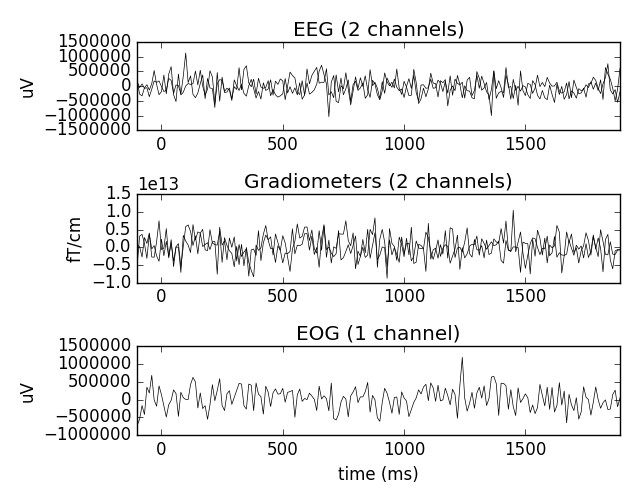 EEG (2 channels)
1500000
1000000
500000
0
−500000
−1000000
−1500000
uV
0 500 1000 1500
1e13 Gradiometers (2 channels)
1.5
1.0
0.5
0.0
−0.5
−1.0
fT/cm
0 500 1000 1500
EOG (1 channel)
1500000
1000000
500000
0
−500000
−1000000
uV
0 500 1000 1500
time (ms)